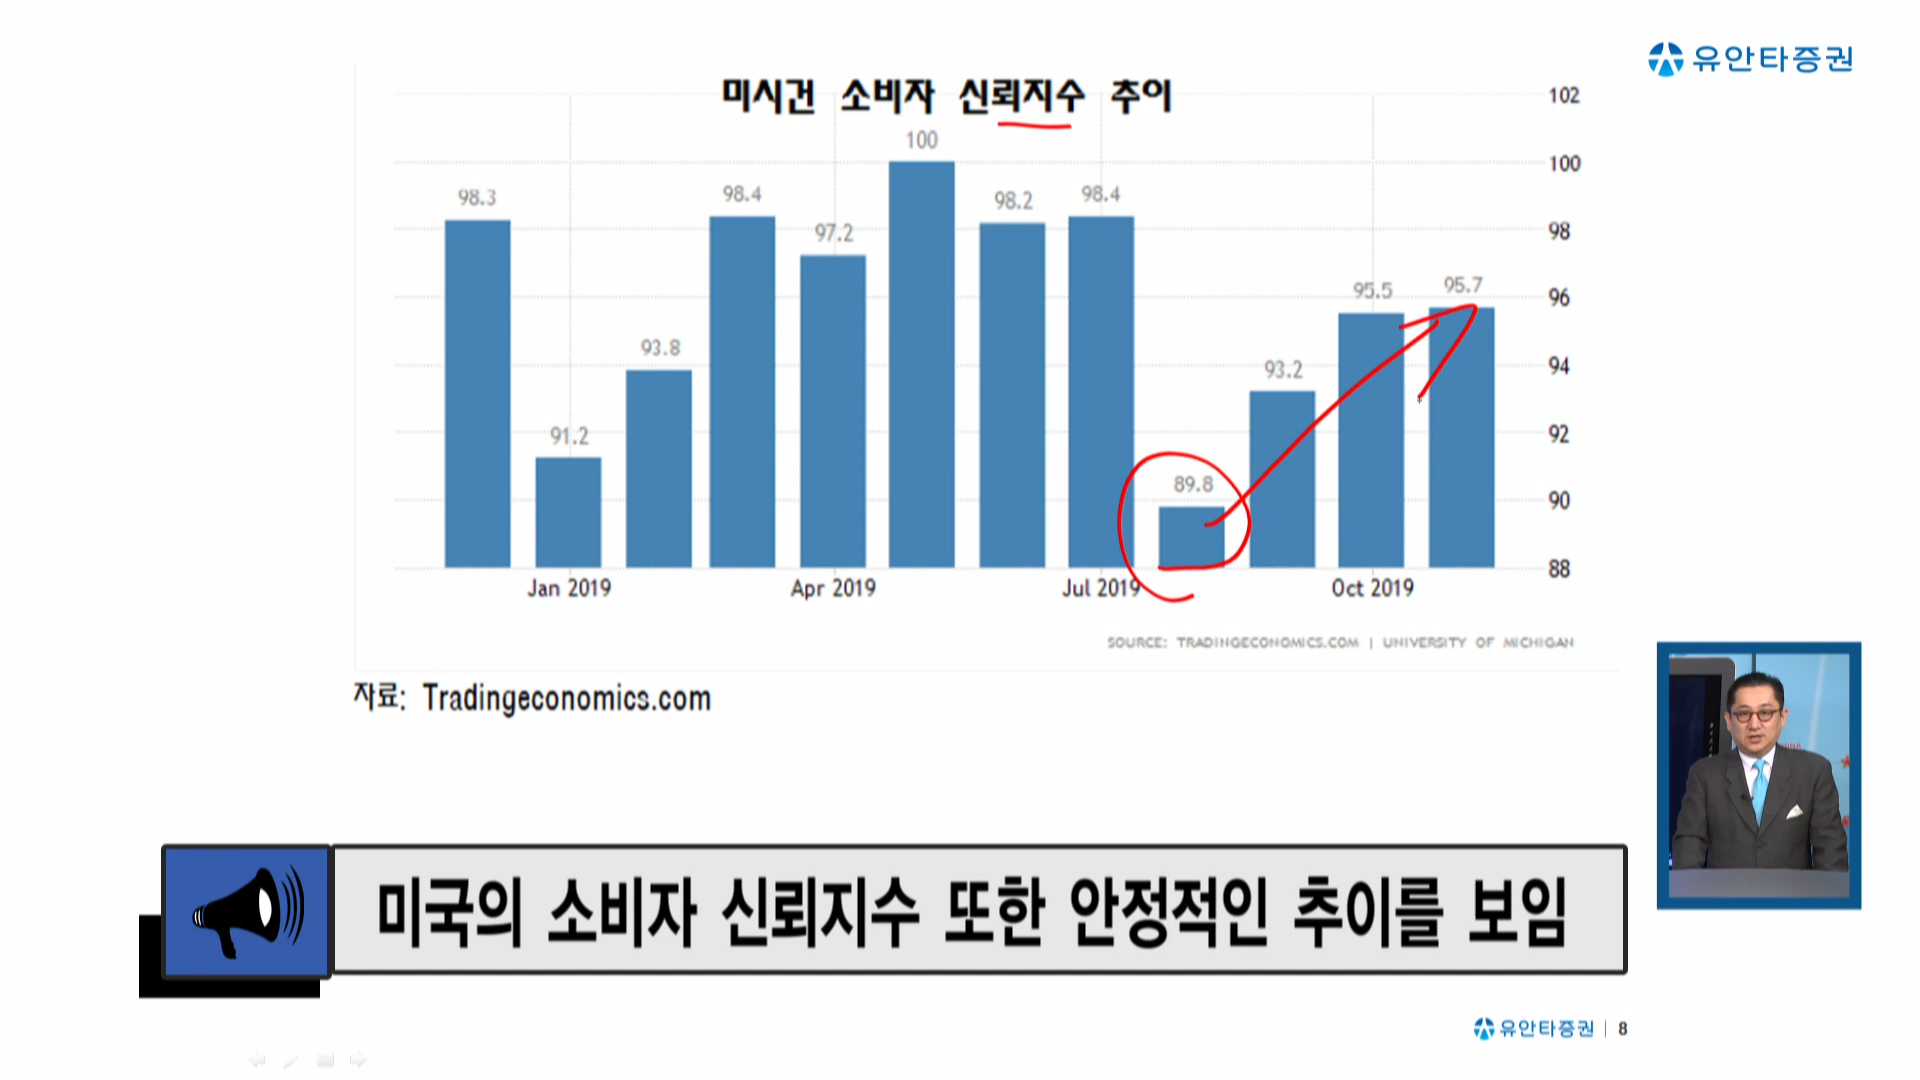 유안타증권
미시건 소비자 신뢰지수 추이
102
100
98
96
94
92
90
88
98.3
91.2
93.8
98.4
97.2
100
98.2
98.4
89.8
93.2
95.5
95.7
Jan 2019
Apr 2019
Jul 2019
Oct 2019
SOURCE: TRADINGECONOMICS.COM | UNIVERSITY OF MICHIGAN
자료: Tradingeconomics.com
미국의 소비자 신뢰지수 또한 안정적인 추이를 보임
유안타증권 | 8